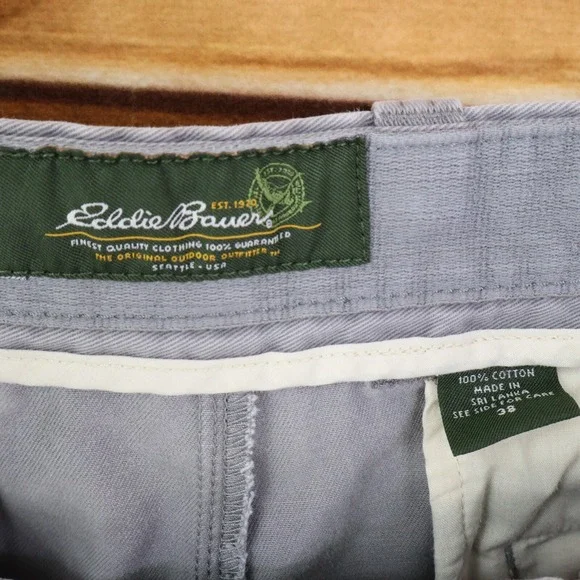 EST. 1920
Eddie Bauer®
FINEST QUALITY CLOTHING 100% GUARANTEED
THE ORIGINAL OUTDOOR OUTFITTER TM
SEATTLE - USA
100% COTTON
MADE IN
SRI LANKA
SEE SIDE FOR CARE
38